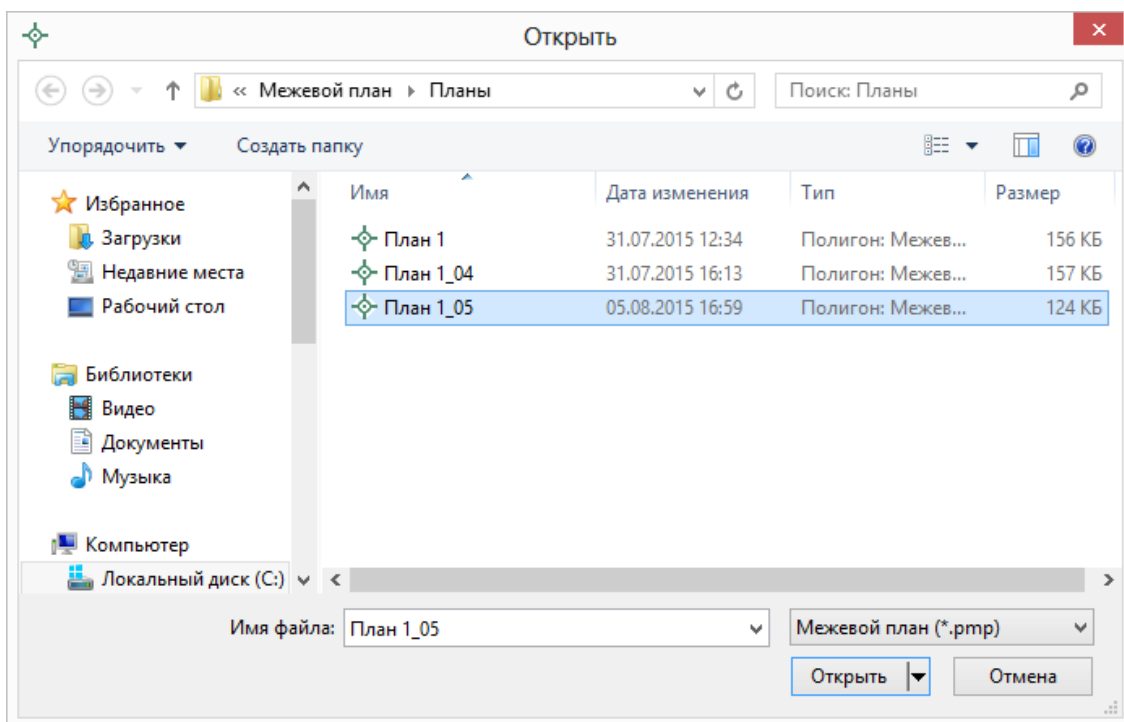 Открыть
« Межевой план Планы
Поиск: Планы
Упорядочить Создать папку
Имя Дата изменения Тип Размер
Избранное
Загрузки
Недавние места
Рабочий стол
Библиотеки
Видео
Документы
Музыка
Компьютер
Локальный диск (C:)
План 1 31.07.2015 12:34 Полигон: Межев... 156 КБ
План 1_04 31.07.2015 16:13 Полигон: Межев... 157 КБ
План 1_05 05.08.2015 16:59 Полигон: Межев... 124 КБ
Имя файла: План 1_05 Межевой план (*.pmp)
Открыть Отмена